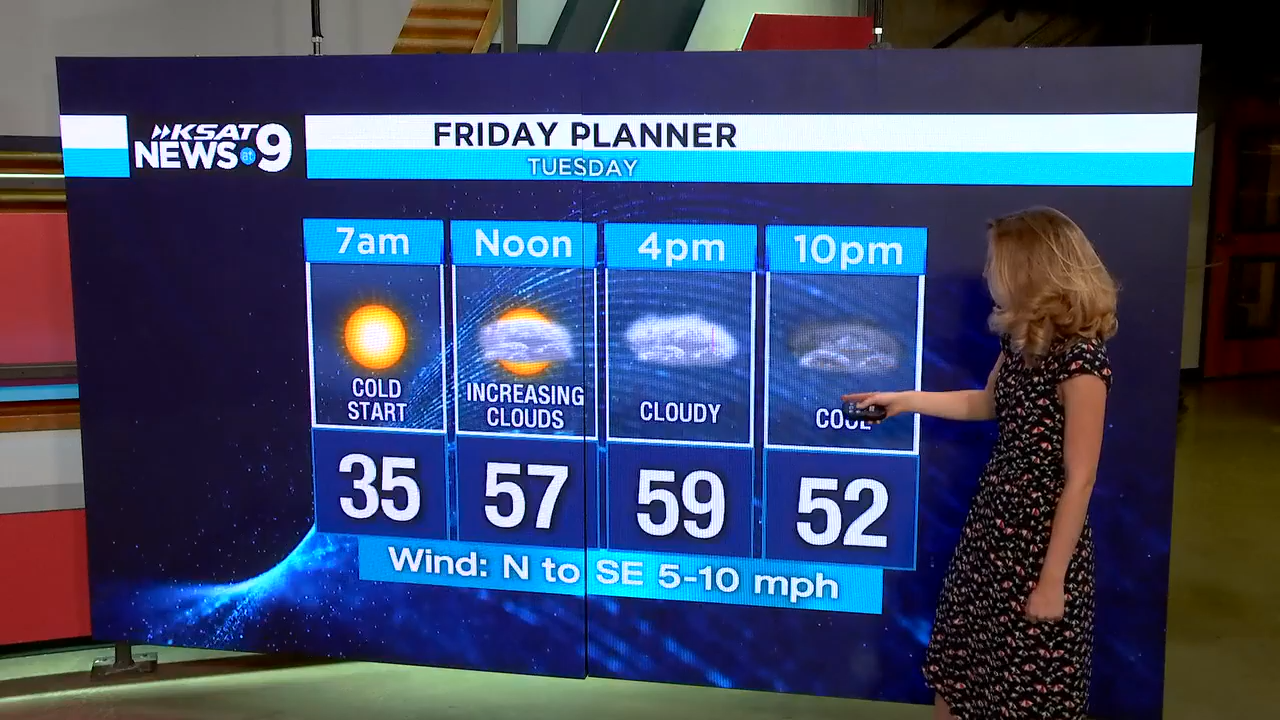 KSAT
NEWS at 9
FRIDAY PLANNER
TUESDAY
7am
Noon
4pm
10pm
COLD
START
INCREASING
CLOUDS
CLOUDY
COOL
35
57
59
52
Wind: N to SE 5-10 mph